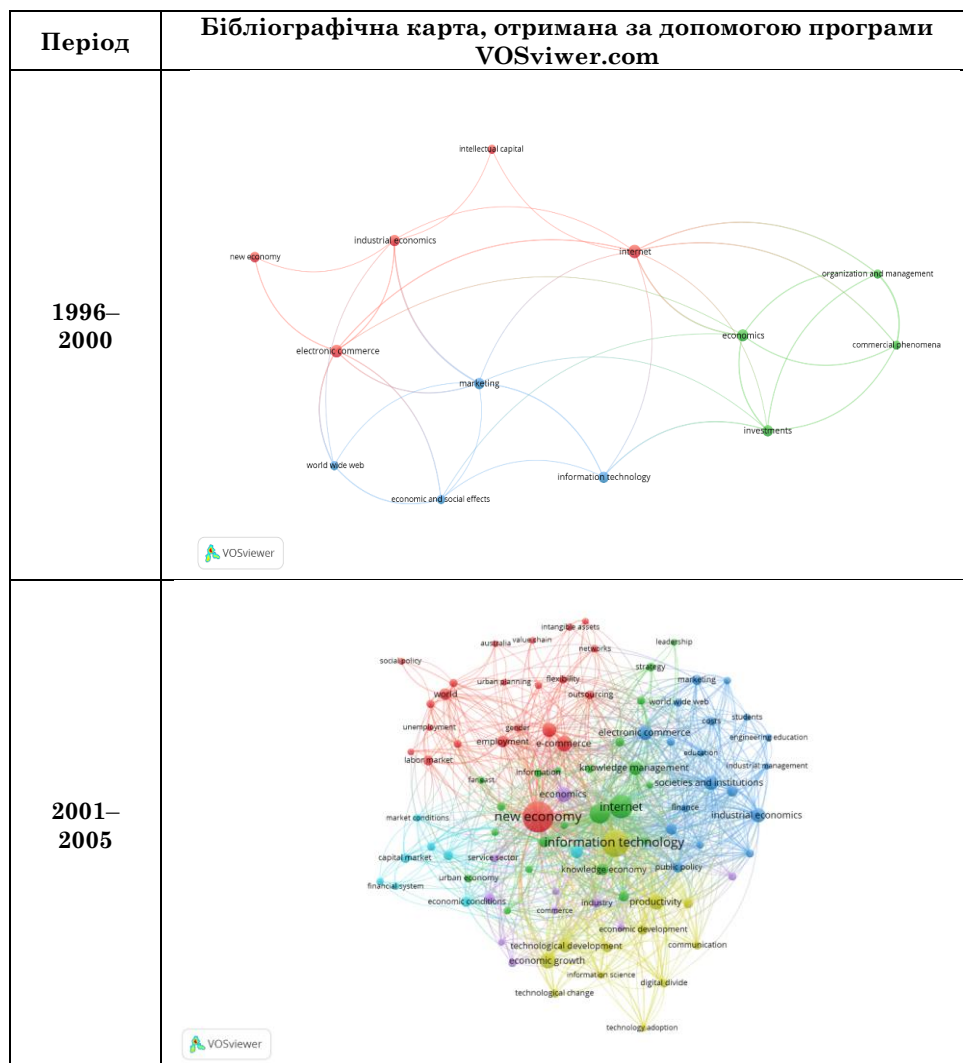 Період
Бібліографічна карта, отримана за допомогою програми
VOSviwer.com
1996–
2000
intellectual capital
industrial economics
internet
new economy
organization and management
economics
commercial phenomena
electronic commerce
marketing
investments
world wide web
information technology
economic and social effects
VOSviewer
2001–
2005
intangible assets
australia
value chain
leadership
networks
social policy
strategy
urban planning
flexibility
marketing
world
outsourcing
world wide web
unemployment
gender
electronic commerce
costs
students
employment
e-commerce
engineering education
education
labor market
information
knowledge management
industrial management
far east
societies and institutions
economics
internet
finance
market conditions
new economy
industrial economics
information technology
capital market
service sector
knowledge economy
public policy
urban economy
financial system
economic conditions
commerce
industry
productivity
economic development
technological development
communication
economic growth
information science
digital divide
technological change
technology adoption
VOSviewer